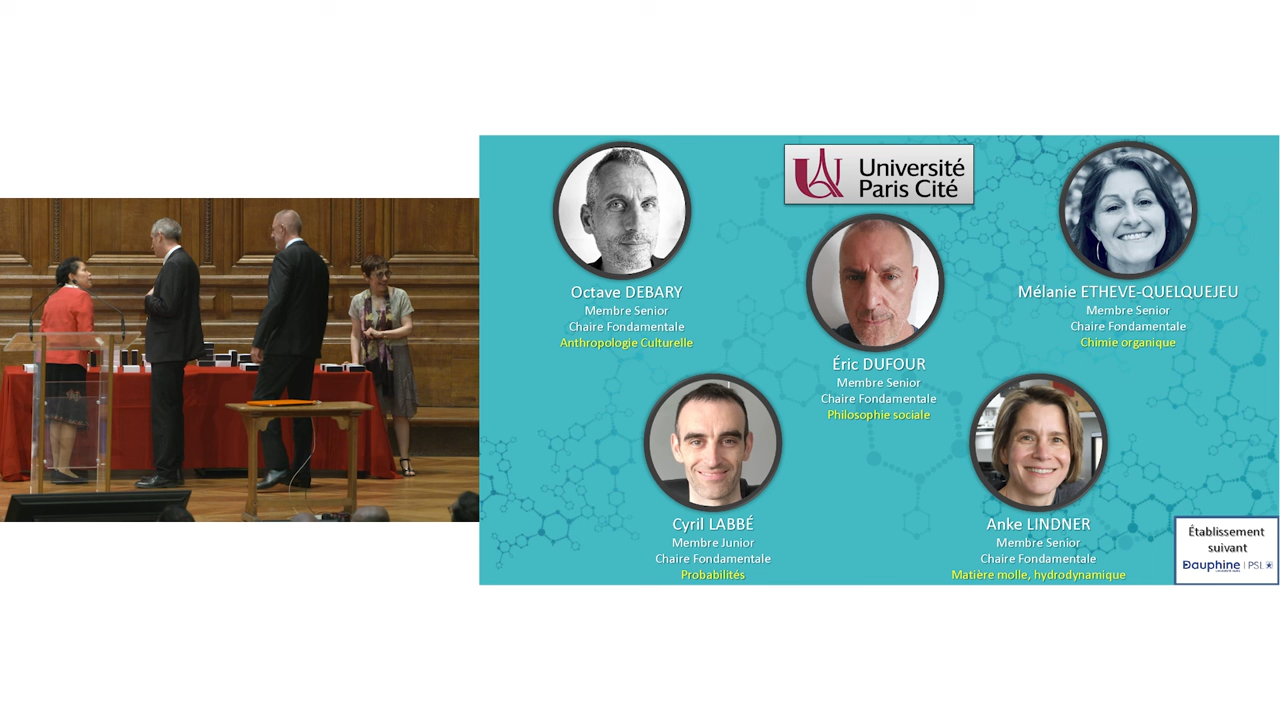 Université
Paris Cité
Octave DEBARY
Membre Senior
Chaire Fondamentale
Anthropologie Culturelle
Mélanie ETHEVE-QUELQUEJEU
Membre Senior
Chaire Fondamentale
Chimie organique
Éric DUFOUR
Membre Senior
Chaire Fondamentale
Philosophie sociale
Cyril LABBÉ
Membre Junior
Chaire Fondamentale
Probabilités
Anke LINDNER
Membre Senior
Chaire Fondamentale
Matière molle, hydrodynamique
Établissement
suivant
Dauphine | PSL